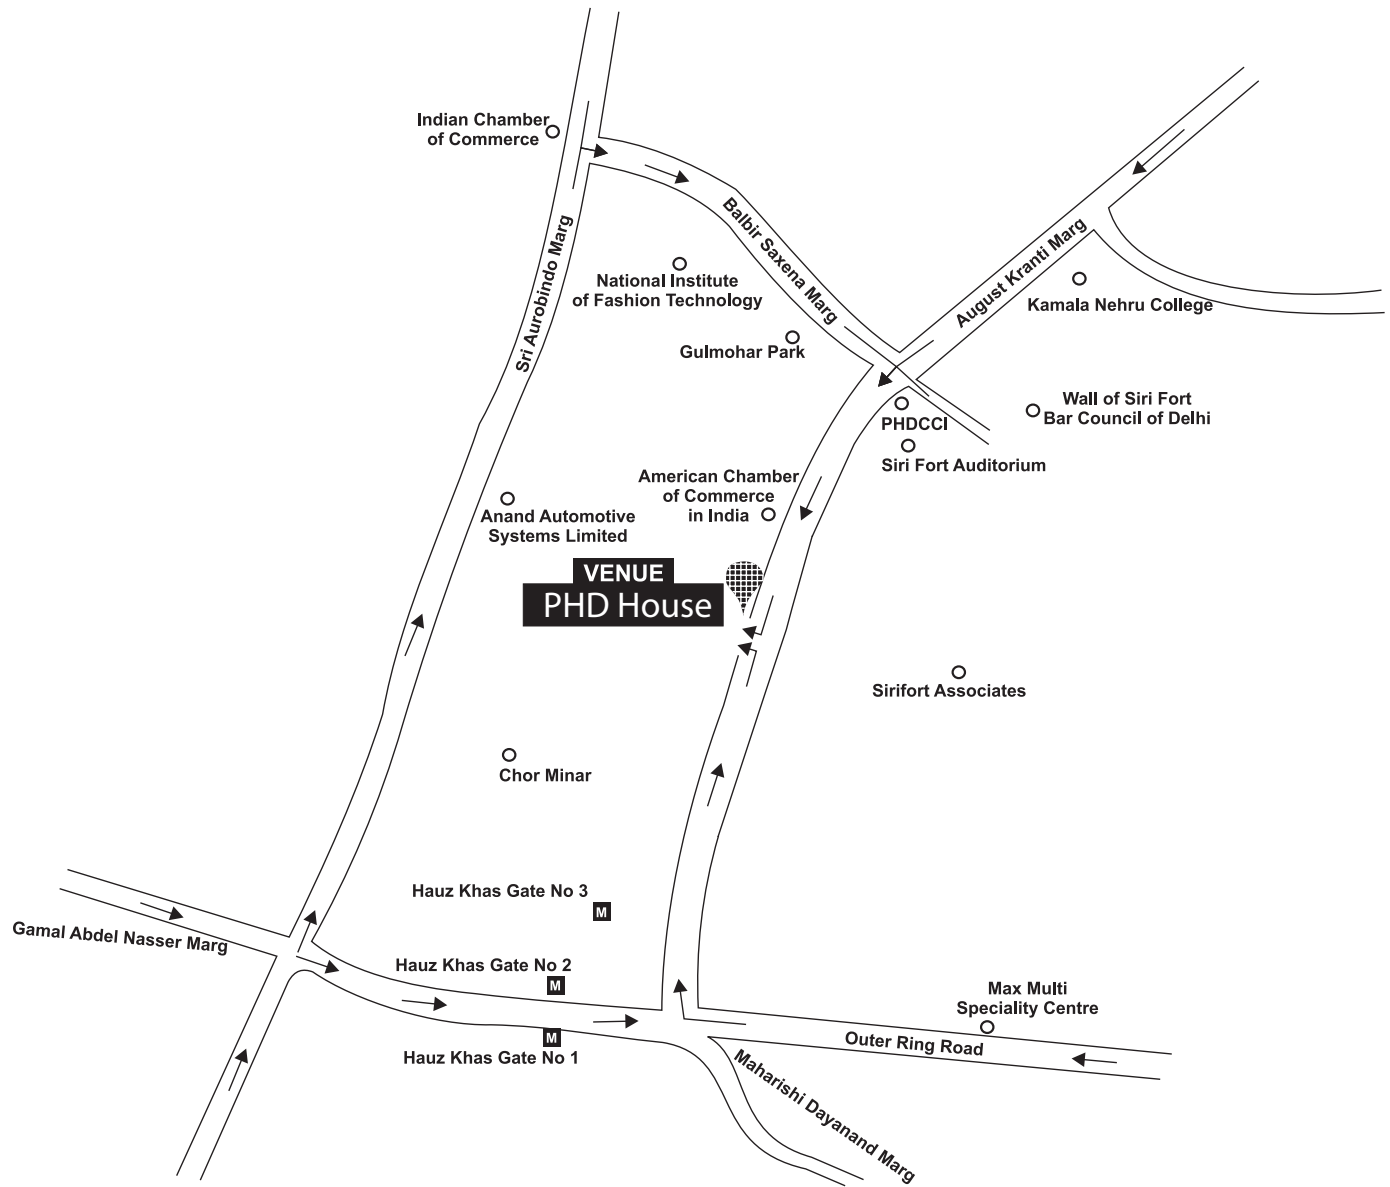 Indian Chamber
of Commerce
Sri Aurobindo Marg
Balbir Saxena Marg
August Kranti Marg
National Institute
of Fashion Technology
Kamala Nehru College
Gulmohar Park
Wall of Siri Fort
Bar Council of Delhi
PHDCCI
Siri Fort Auditorium
American Chamber
of Commerce
in India
Anand Automotive
Systems Limited
VENUE
PHD House
Sirifort Associates
Chor Minar
Hauz Khas Gate No 3
M
Gamal Abdel Nasser Marg
Hauz Khas Gate No 2
M
Max Multi
Speciality Centre
M
Hauz Khas Gate No 1
Outer Ring Road
Maharishi Dayanand Marg